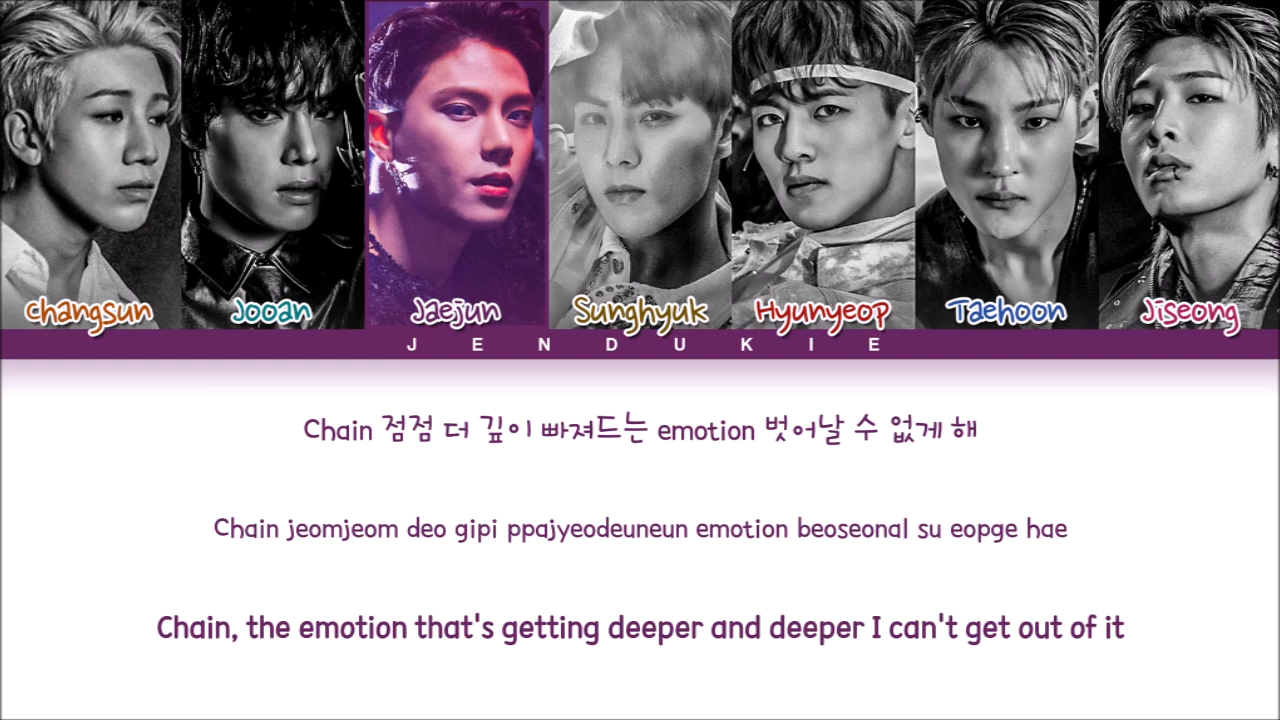 Changsun
Jooan
Jaejun
Sunghyuk
Hyunyeop
Taehoon
Jiseong
J E N D U K I E
Chain 점점 더 깊이 빠져드는 emotion 벗어날 수 없게 해
Chain jeomjeom deo gipi ppajyeodeuneun emotion beoseonal su eopge hae
Chain, the emotion that's getting deeper and deeper I can't get out of it